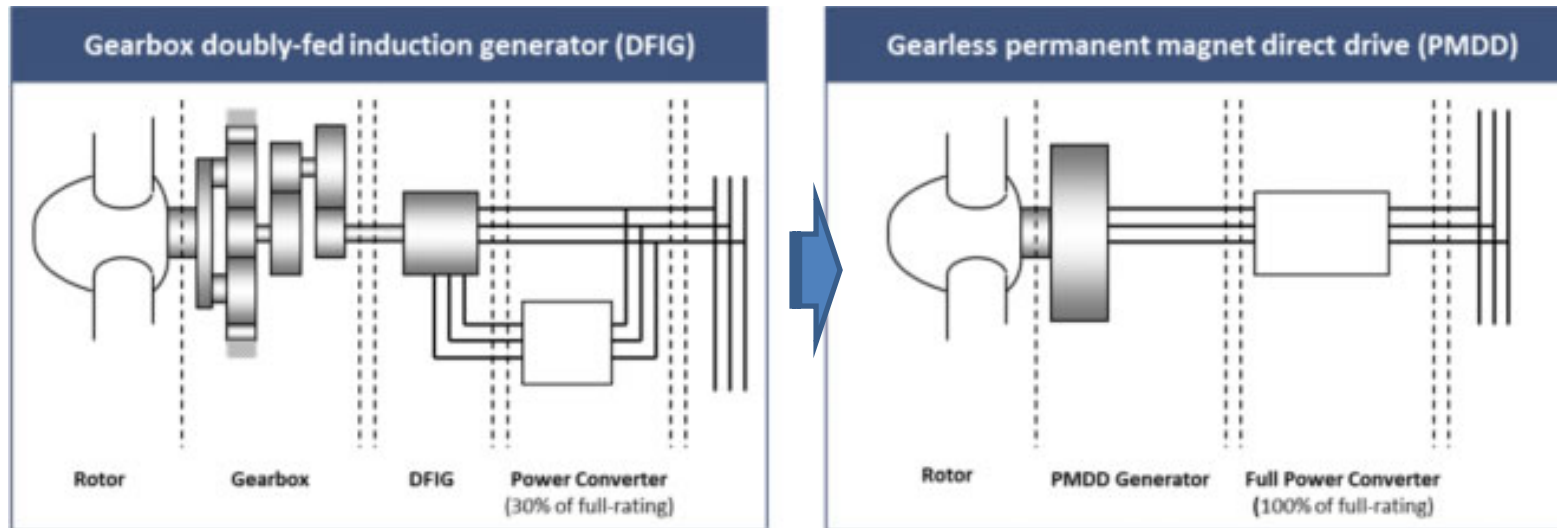 Gearbox doubly-fed induction generator (DFIG)
Rotor
Gearbox
DFIG
Power Converter
(30% of full-rating)
Gearless permanent magnet direct drive (PMDD)
Rotor
PMDD Generator
Full Power Converter
(100% of full-rating)